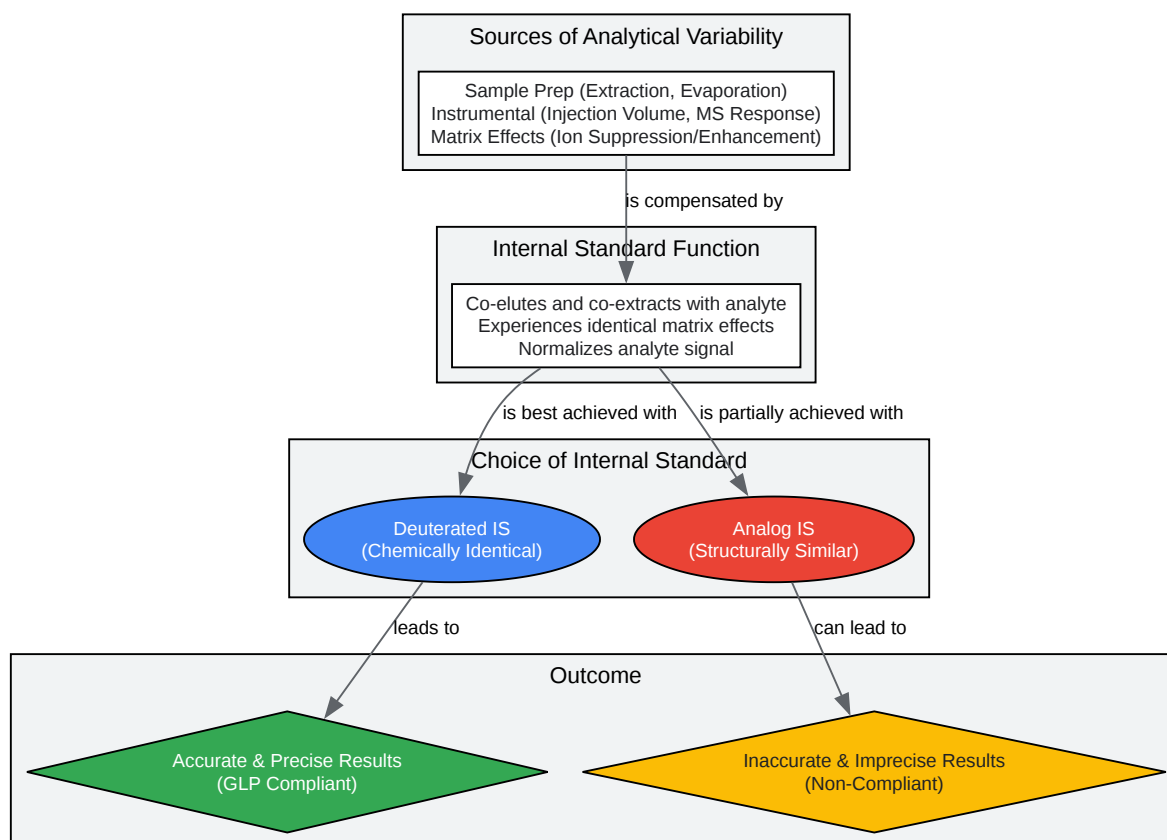 Sources of Analytical Variability
Sample Prep (Extraction, Evaporation)
Instrumental (Injection Volume, MS Response)
Matrix Effects (Ion Suppression/Enhancement)
is compensated by
Internal Standard Function
Co-elutes and co-extracts with analyte
Experiences identical matrix effects
Normalizes analyte signal
is best achieved with
is partially achieved with
Choice of Internal Standard
Deuterated IS
(Chemically Identical)
Analog IS
(Structurally Similar)
leads to
can lead to
Outcome
Accurate & Precise Results
(GLP Compliant)
Inaccurate & Imprecise Results
(Non-Compliant)